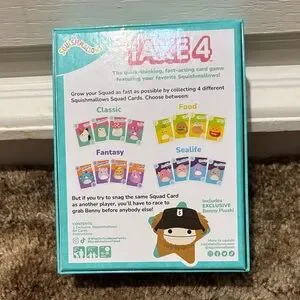 TAKE 4
The quick-thinking, fast-acting card game
featuring your favorite Squishmallows!
Grow your Squad as fast as possible by collecting 4 different
Squishmallows Squad Cards. Choose between:
Classic
Food
Fantasy
Sealife
But if you try to snag the same Squad Card
as another player, you'll have to race to
grab Benny before anybody else!
Includes
EXCLUSIVE
Benny Plush!
CONTENTS